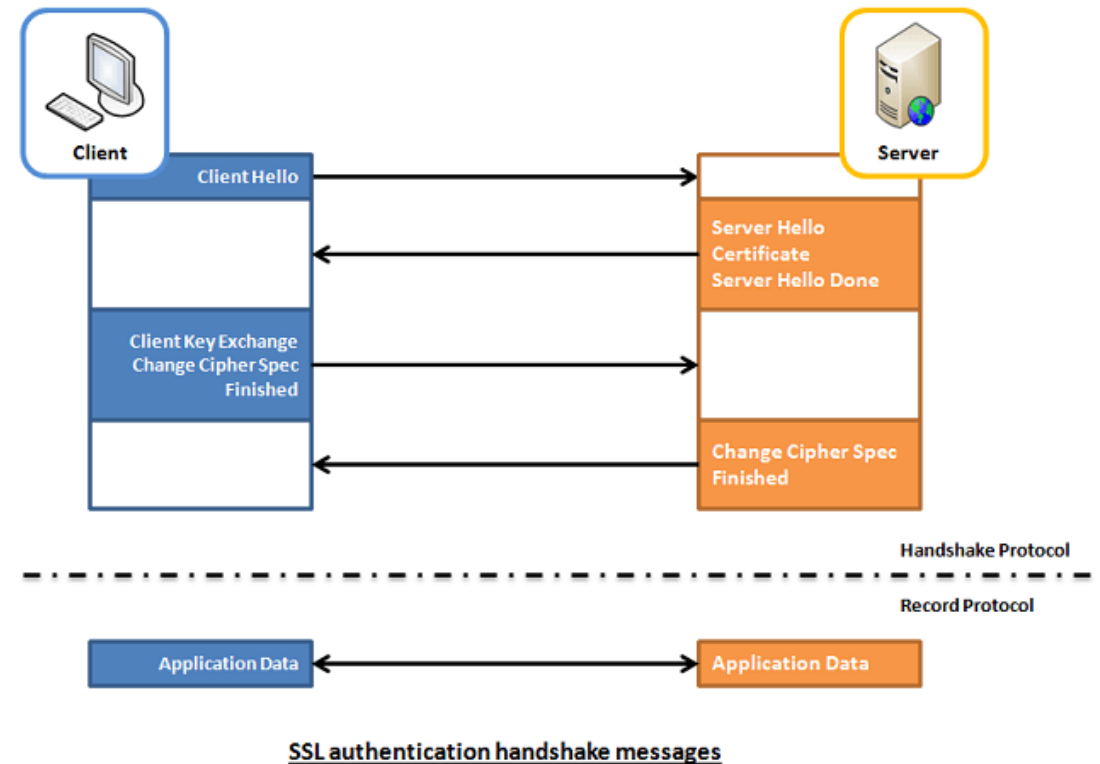 Client
Server
Client Hello
Server Hello
Certificate
Server Hello Done
Client Key Exchange
Change Cipher Spec
Finished
Change Cipher Spec
Finished
Handshake Protocol
Record Protocol
Application Data
Application Data
SSL authentication handshake messages